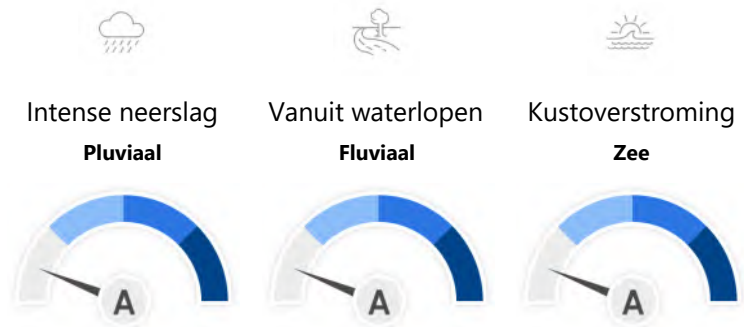 Intense neerslag
Vanuit waterlopen
Kustoverstroming
Pluviaal
Fluviaal
Zee
A
A
A